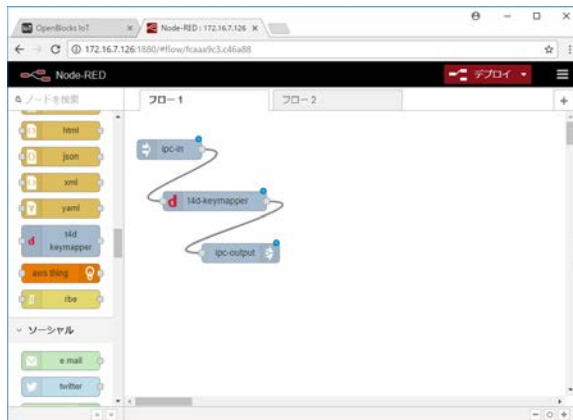 OpenBlocks IoT
Node-RED : 172.16.7.126
172.16.7.126:1880/#flow/fcaaa9c3.c46a88
Node-RED
デプロイ
ノードを検索
フロー 1
フロー 2
html
json
xml
yaml
t4d
keymapper
aws thing
rbe
ソーシャル
e mail
twitter
ipc-in
t4d-keymapper
ipc-output